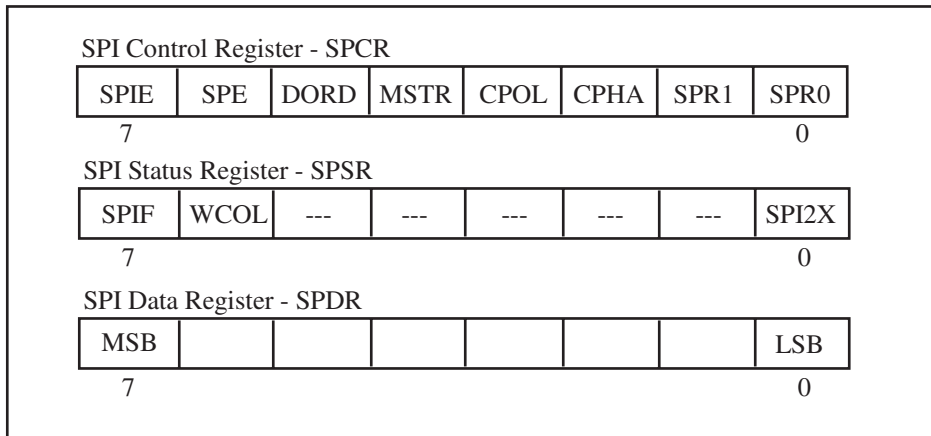 SPI Control Register - SPCR
SPIE SPE DORD MSTR CPOL CPHA SPR1 SPR0
7 0
SPI Status Register - SPSR
SPIF WCOL --- --- --- --- --- SPI2X
7 0
SPI Data Register - SPDR
MSB LSB
7 0